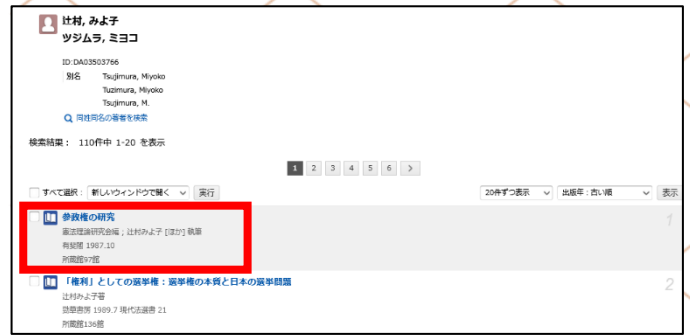 辻村, みよ子
ツジムラ, ミヨコ
ID:DA03503766
別名 Tsujimura, Miyoko
Tuzimura, Miyoko
Tsujimura, M.
同姓同名の著者を検索
検索結果: 110件中 1-20 を表示
1 2 3 4 5 6 >
すべて選択: 新しいウィンドウで開く 実行 20件ずつ表示 出版年:古い順 表示
参政権の研究 1
憲法理論研究会編 ; 辻村みよ子 [ほか] 執筆
有斐閣 1987.10
所蔵館97館
「権利」としての選挙権 : 選挙権の本質と日本の選挙問題 2
辻村みよ子著
勁草書房 1989.7 現代法選書 21
所蔵館136館